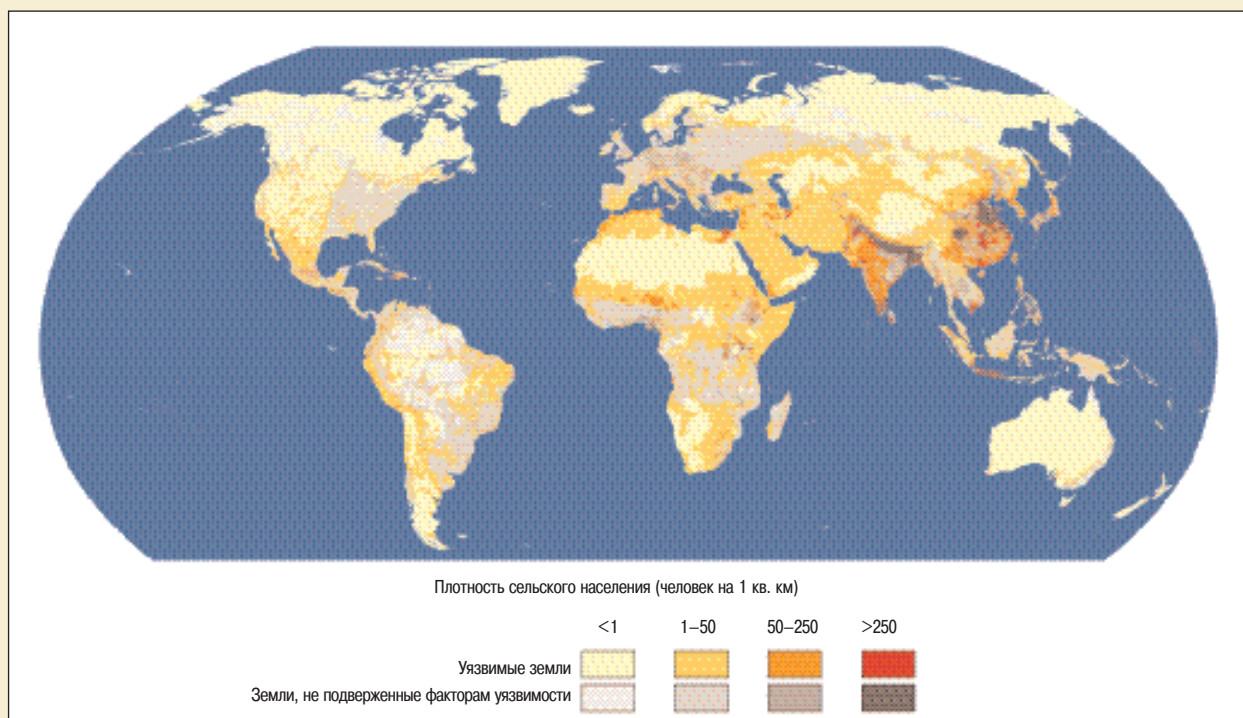 Плотность сельского населения (человек на 1 кв. км)
<1 1–50 50–250 >250
Уязвимые земли
Земли, не подверженные факторам уязвимости